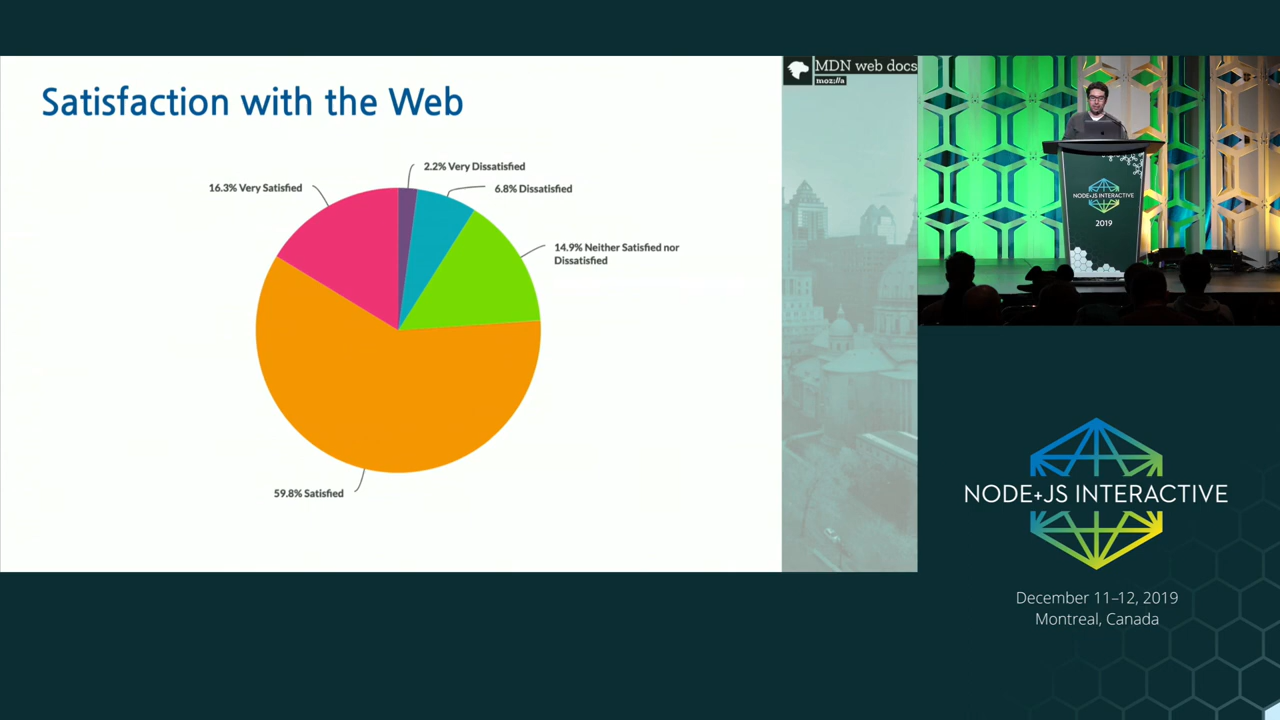 Satisfaction with the Web
2.2% Very Dissatisfied
16.3% Very Satisfied
6.8% Dissatisfied
14.9% Neither Satisfied nor
Dissatisfied
59.8% Satisfied
MDN web docs
moz://a
NODE+JS INTERACTIVE
2019
NODE+JS INTERACTIVE
December 11–12, 2019
Montreal, Canada